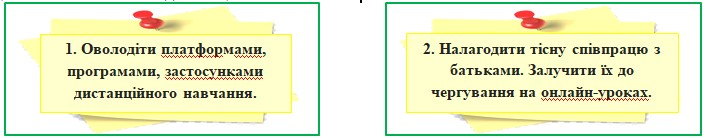 1. Оволодіти платформами,
програмами, застосунками
дистанційного навчання.
2. Налагодити тісну співпрацю з
батьками. Залучити їх до
чергування на онлайн-уроках.